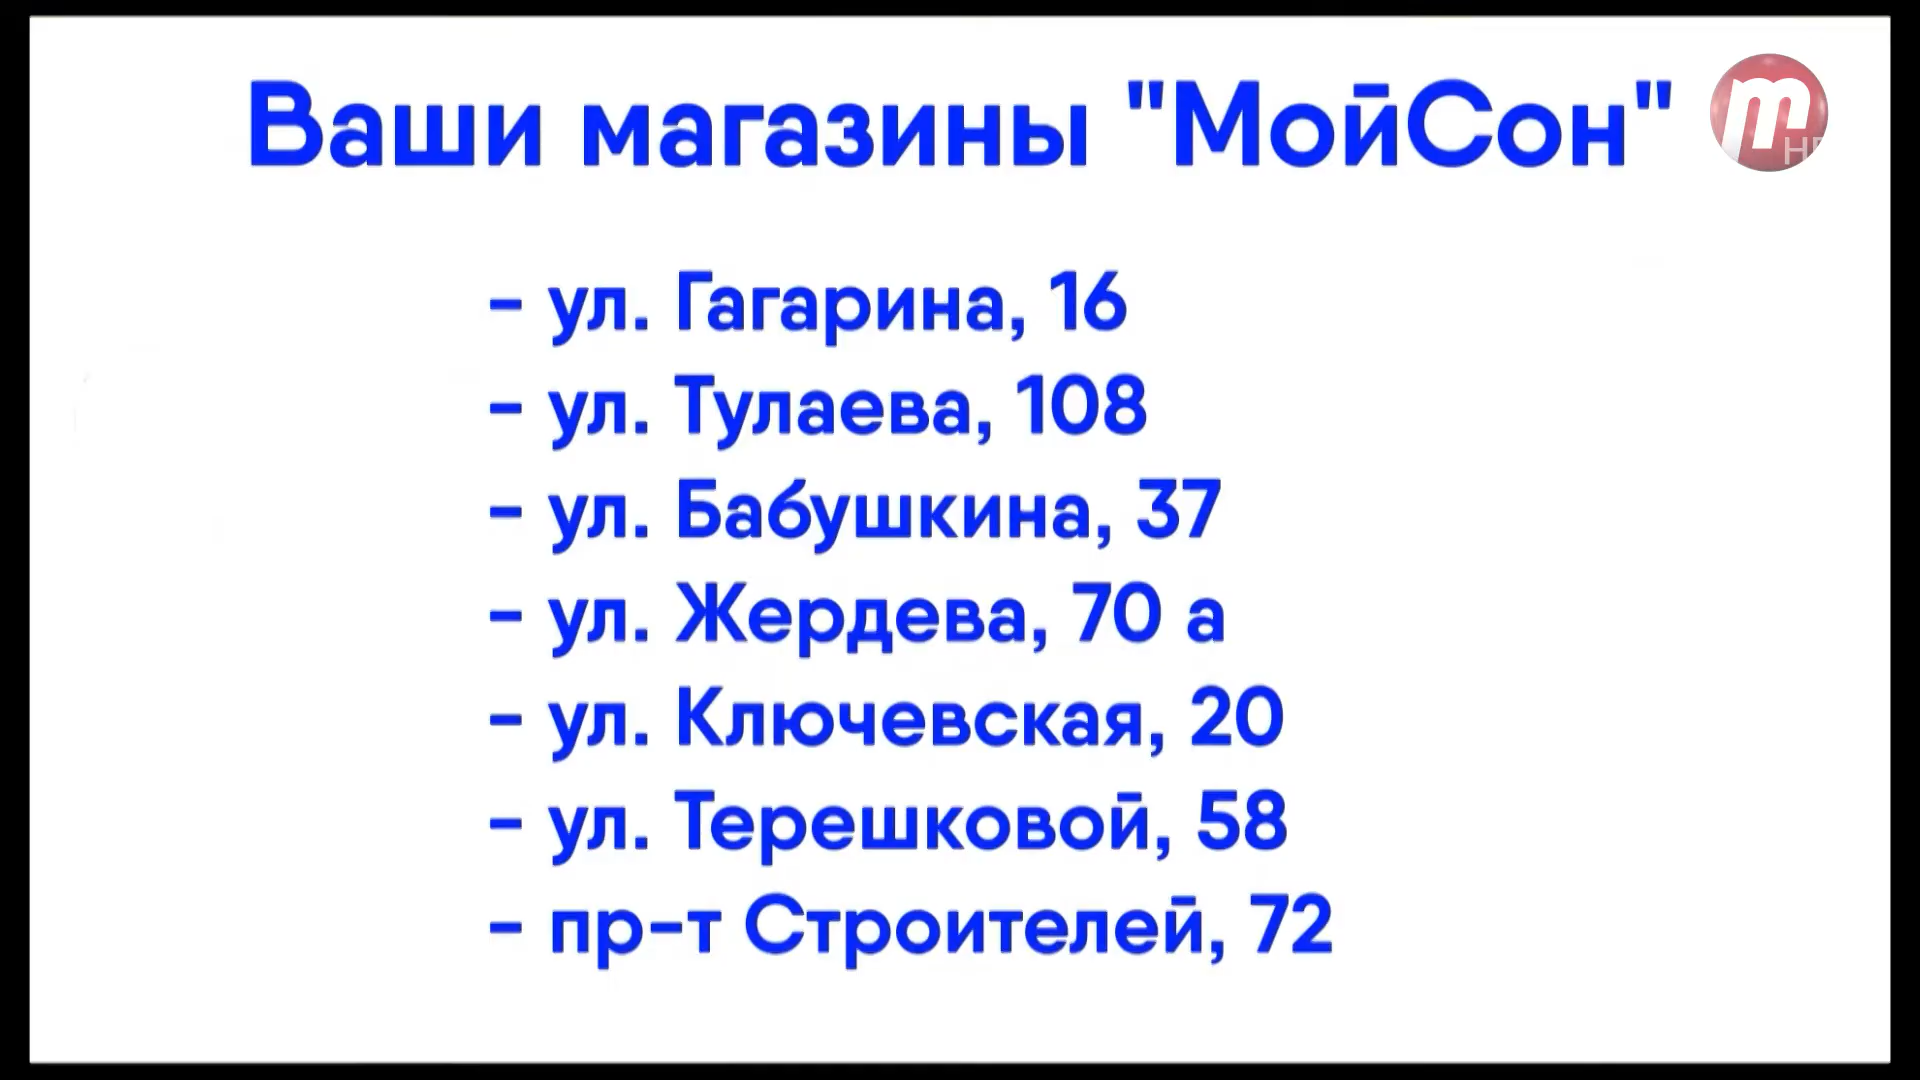 Ваши магазины "МойСон"
- ул. Гагарина, 16
- ул. Тулаева, 108
- ул. Бабушкина, 37
- ул. Жердева, 70 а
- ул. Ключевская, 20
- ул. Терешковой, 58
- пр-т Строителей, 72